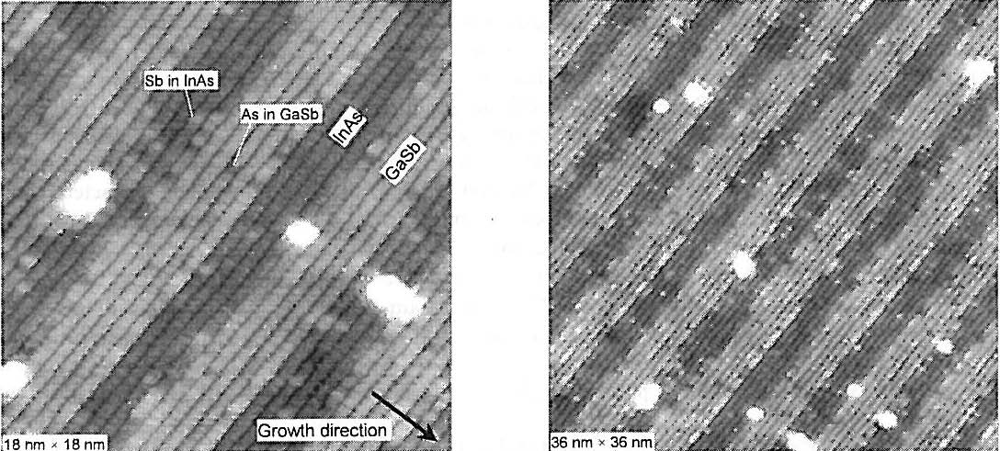 Sb in InAs
As in GaSb
InAs
GaSb
Growth direction
18 nm × 18 nm
36 nm × 36 nm